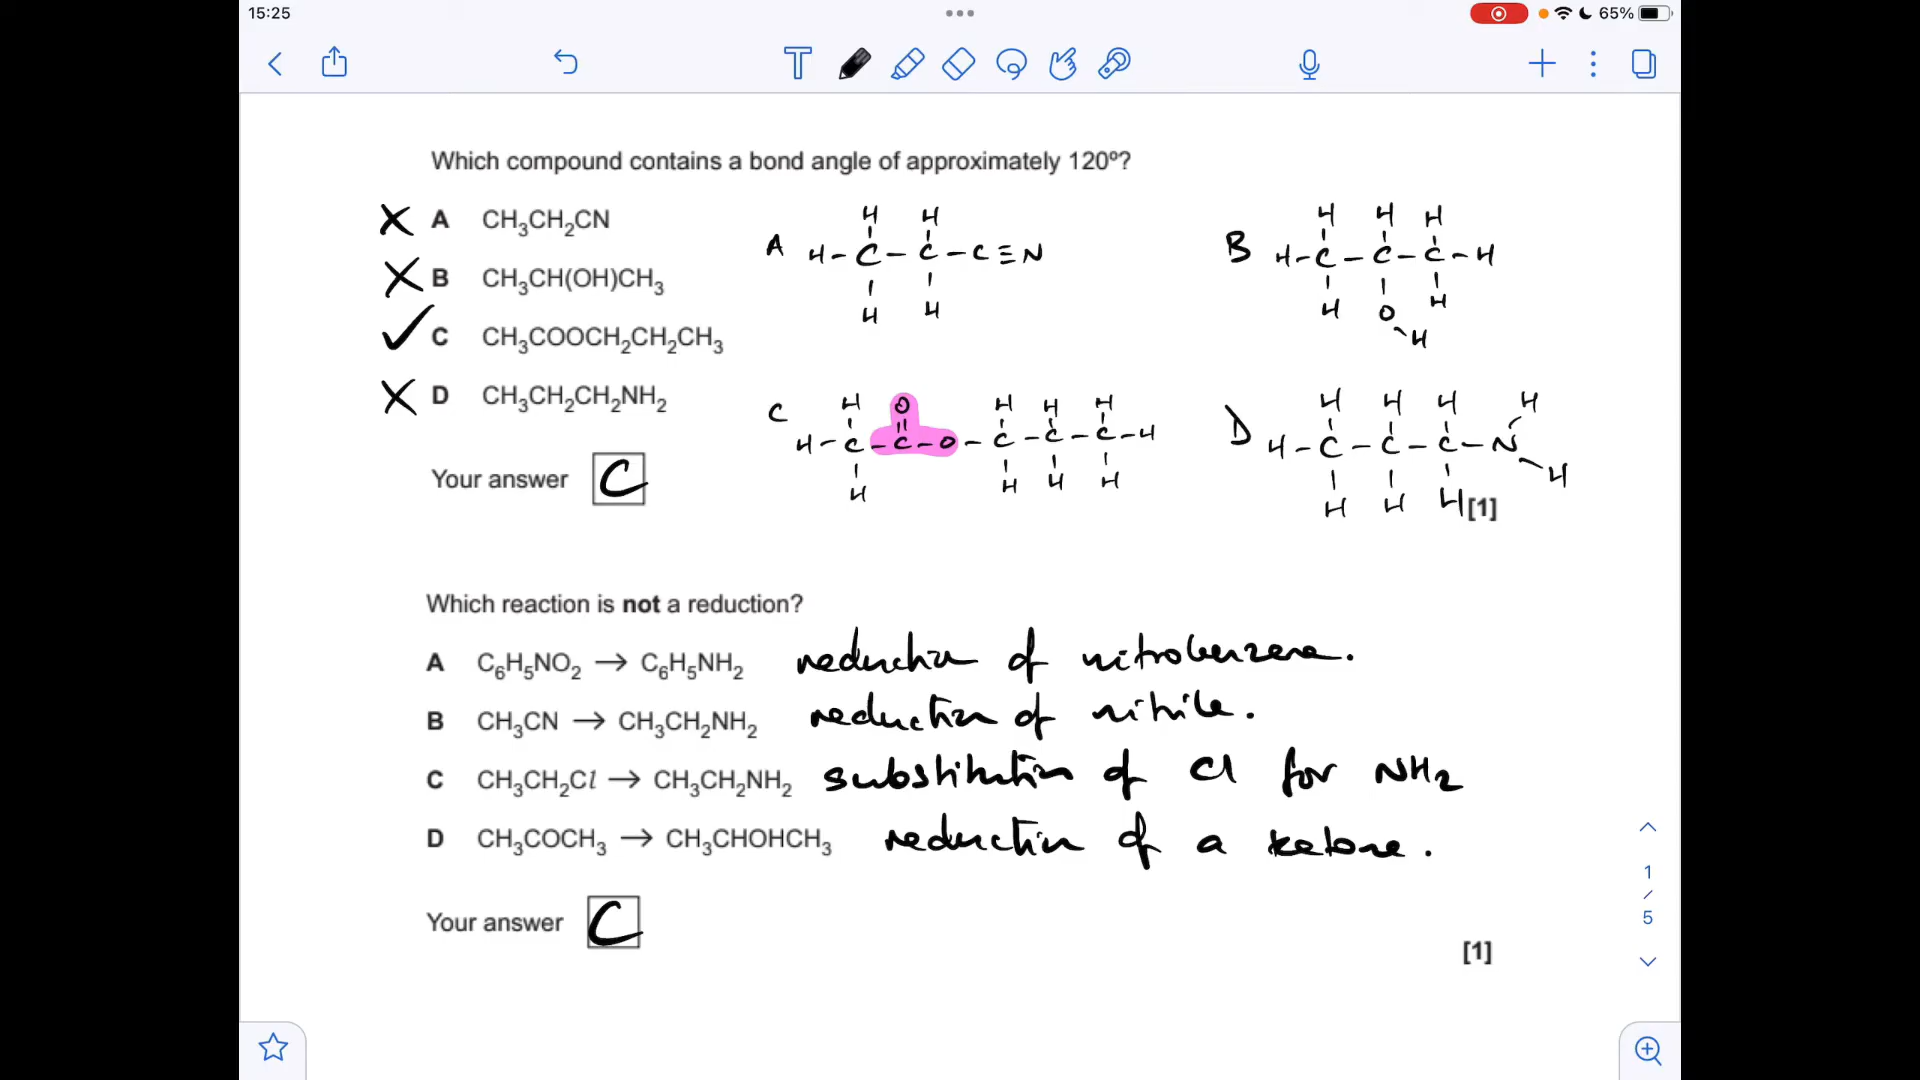 15:25
65%
Which compound contains a bond angle of approximately 120º?
A CH₃CH₂CN
B CH₃CH(OH)CH₃
C CH₃COOCH₂CH₂CH₃
D CH₃CH₂CH₂NH₂
Your answer C
A
H H
H-C-C-C≡N
H H
B
H H H
H-C-C-C-H
H O H
H
C
H O H H H
H-C-C-O-C-C-C-H
H H H H
D
H H H H
H-C-C-C-N
H
H H H
[1]
Which reaction is not a reduction?
A C₆H₅NO₂ → C₆H₅NH₂ reduction of nitrobenzene.
B CH₃CN → CH₃CH₂NH₂ reduction of nitrile.
C CH₃CH₂Cl → CH₃CH₂NH₂ substitution of Cl for NH₂
D CH₃COCH₃ → CH₃CHOHCH₃ reduction of a ketone.
Your answer C
[1]
1
/
5